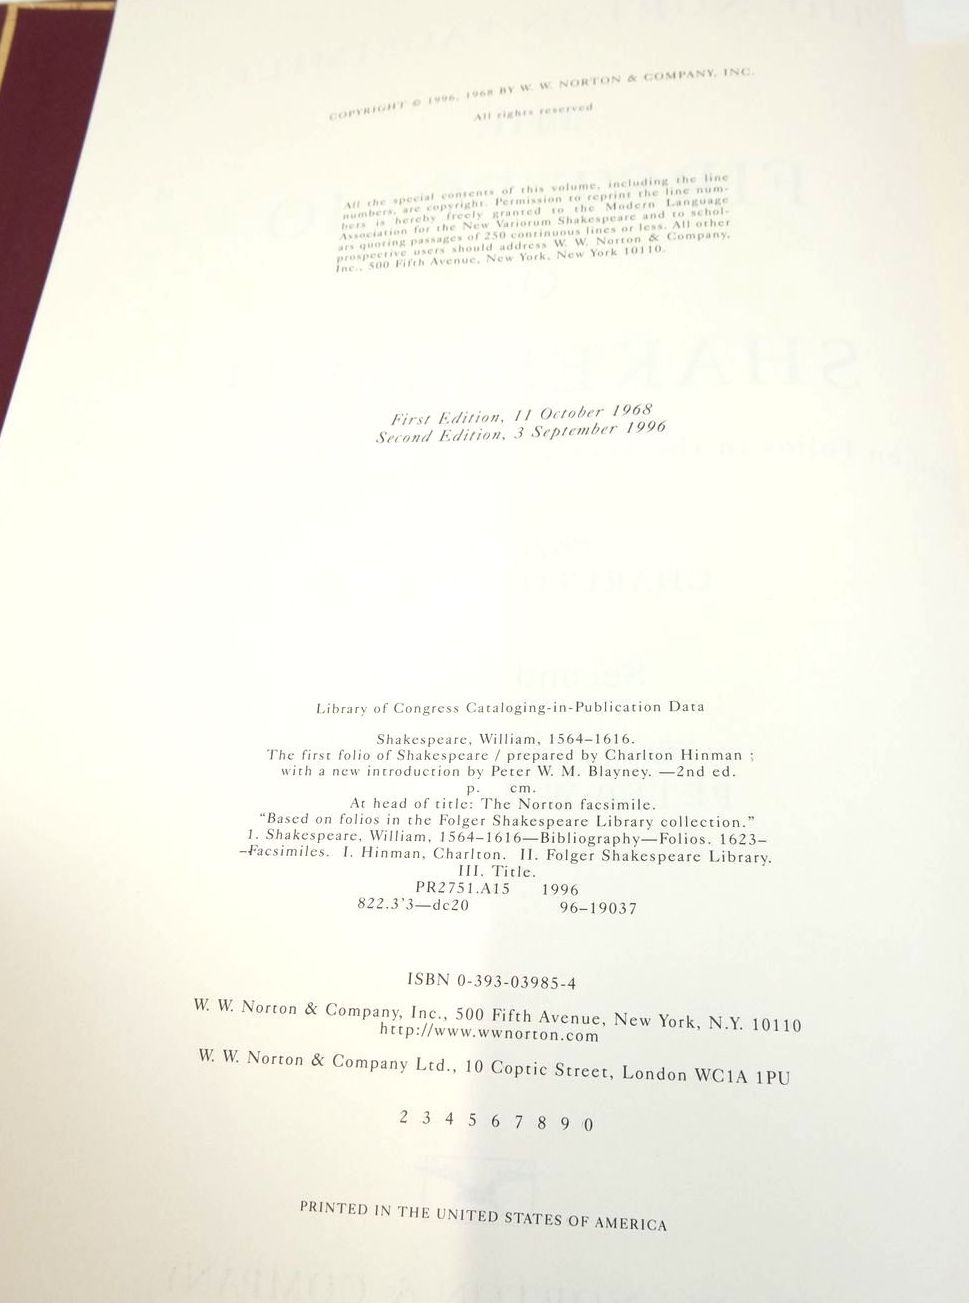 COPYRIGHT © 1996, 1968 BY W. W. NORTON & COMPANY, INC.
All rights reserved
All the special contents of this volume, including the line
numbers, are copyright. Permission to reprint the line num-
bers is hereby freely granted to the Modern Language
Association for the New Variorum Shakespeare and to schol-
ars quoting passages of 250 continuous lines or less. All other
prospective users should address W. W. Norton & Company,
Inc., 500 Fifth Avenue, New York, New York 10110.
First Edition, 11 October 1968
Second Edition, 3 September 1996
Library of Congress Cataloging-in-Publication Data
Shakespeare, William, 1564–1616.
The first folio of Shakespeare / prepared by Charlton Hinman ;
with a new introduction by Peter W. M. Blayney. —2nd ed.
p. cm.
At head of title: The Norton facsimile.
“Based on folios in the Folger Shakespeare Library collection.”
1. Shakespeare, William, 1564–1616—Bibliography—Folios. 1623–
–Facsimiles. I. Hinman, Charlton. II. Folger Shakespeare Library.
III. Title.
PR2751.A15 1996
822.3'3—dc20 96–19037
ISBN 0-393-03985-4
W. W. Norton & Company, Inc., 500 Fifth Avenue, New York, N.Y. 10110
http://www.wwnorton.com
W. W. Norton & Company Ltd., 10 Coptic Street, London WC1A 1PU
2 3 4 5 6 7 8 9 0
PRINTED IN THE UNITED STATES OF AMERICA